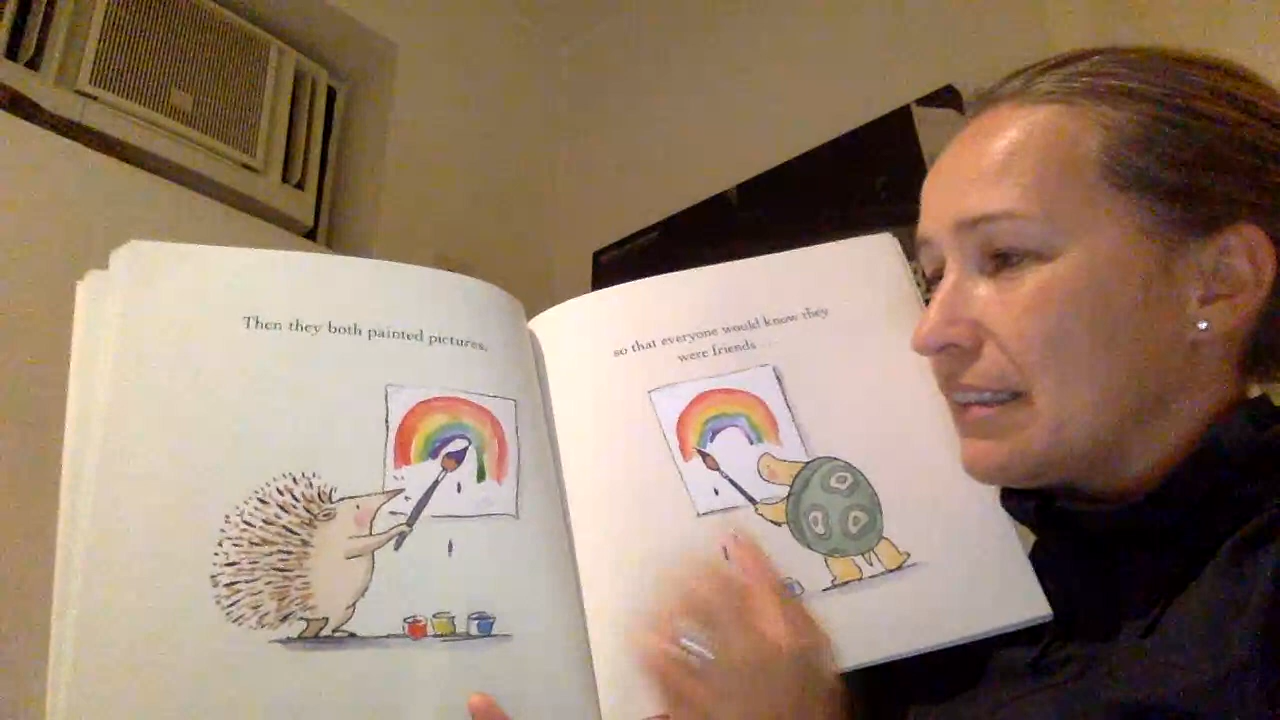 Then they both painted pictures,
so that everyone would know they
were friends ...